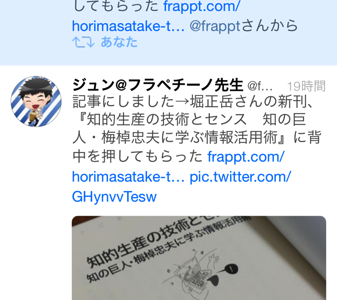 してもらった frappt.com/
horimasatake-t… @frapptさんから
あなた
ジュン@フラペチーノ先生 @f… 19時間
記事にしました→堀正岳さんの新刊、
『知的生産の技術とセンス 知の巨
人・梅棹忠夫に学ぶ情報活用術』に背
中を押してもらった frappt.com/
horimasatake-t… pic.twitter.com/
GHynvvTesw
知的生産の技術とセ
知の巨人・梅棹忠夫に学ぶ情報活用術